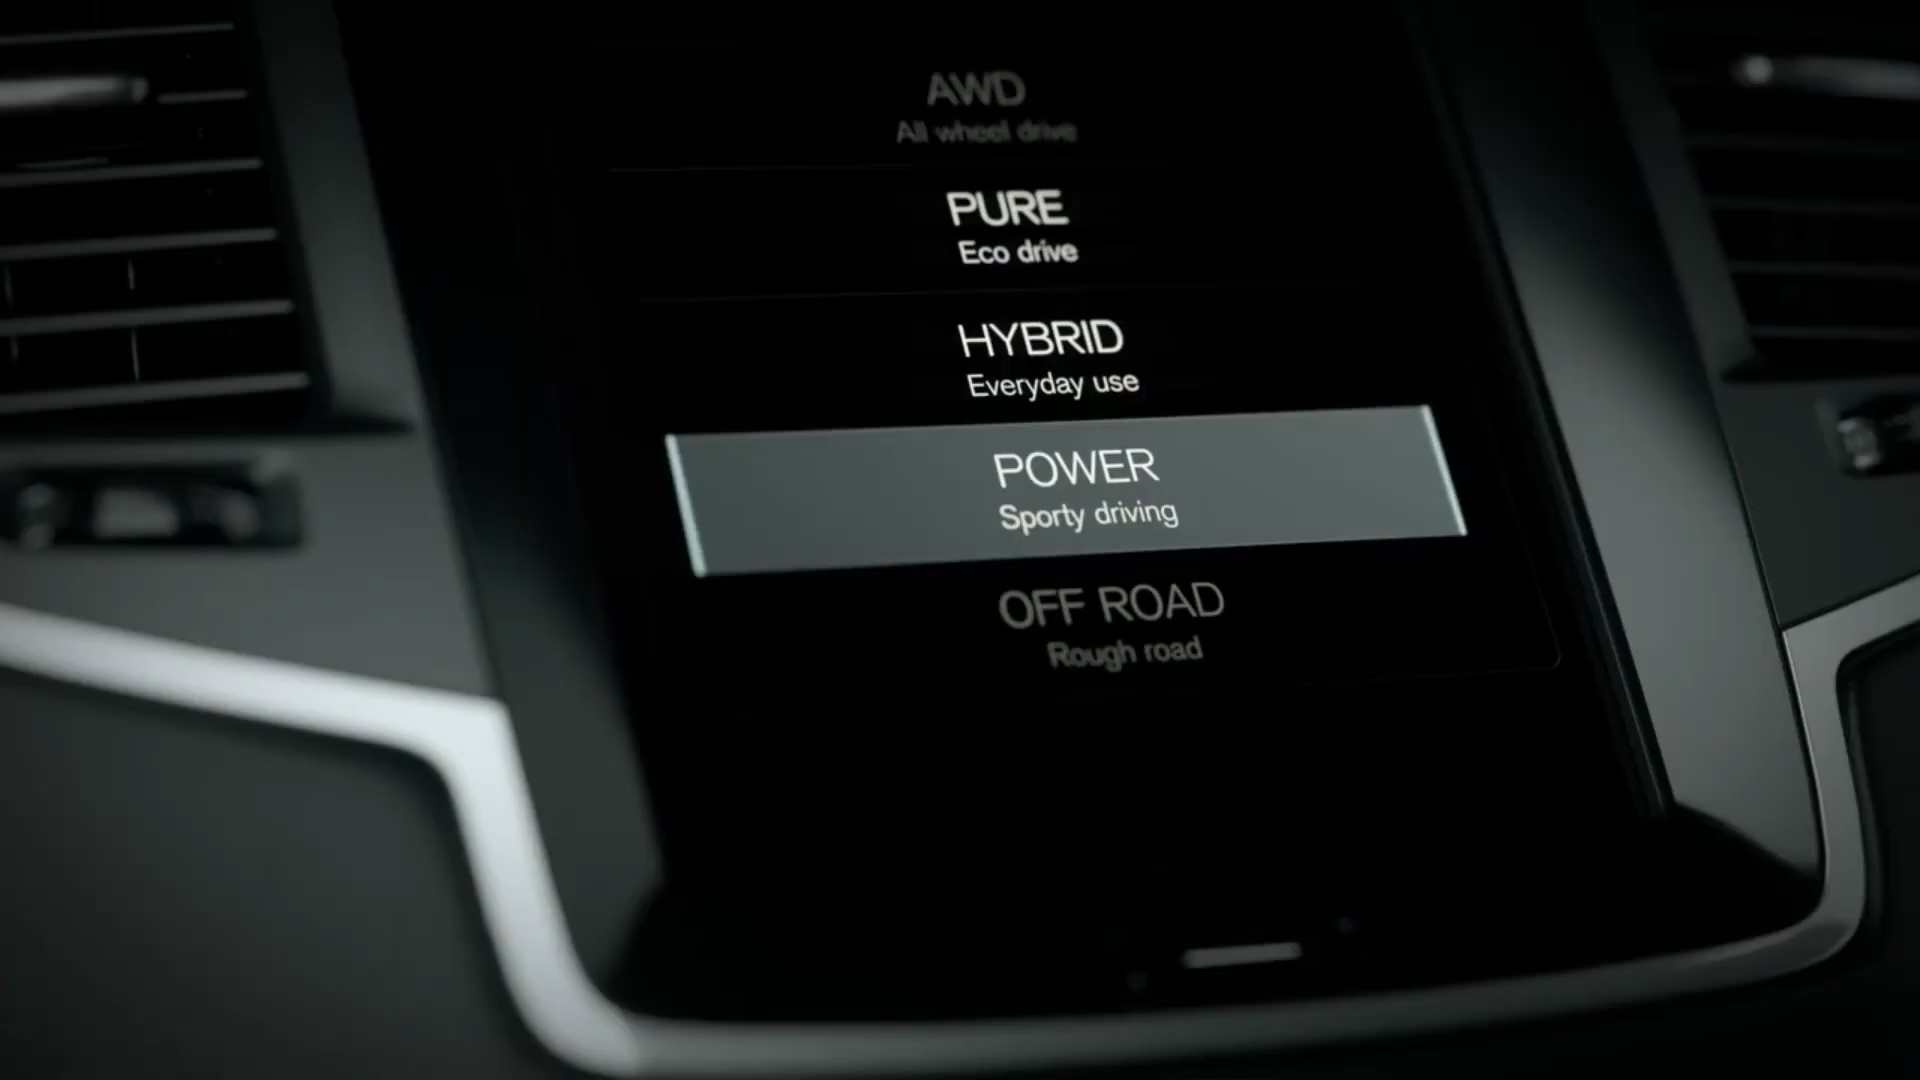 AWD
All wheel drive
PURE
Eco drive
HYBRID
Everyday use
POWER
Sporty driving
OFF ROAD
Rough road